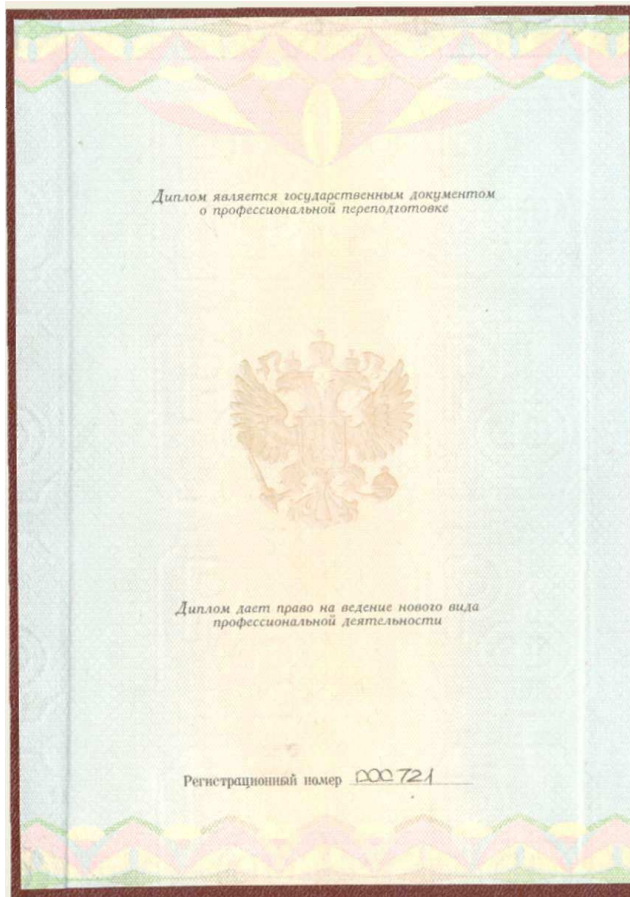 Диплом является государственным документом
о профессиональной переподготовке
Диплом дает право на ведение нового вида
профессиональной деятельности
Регистрационный номер 000721